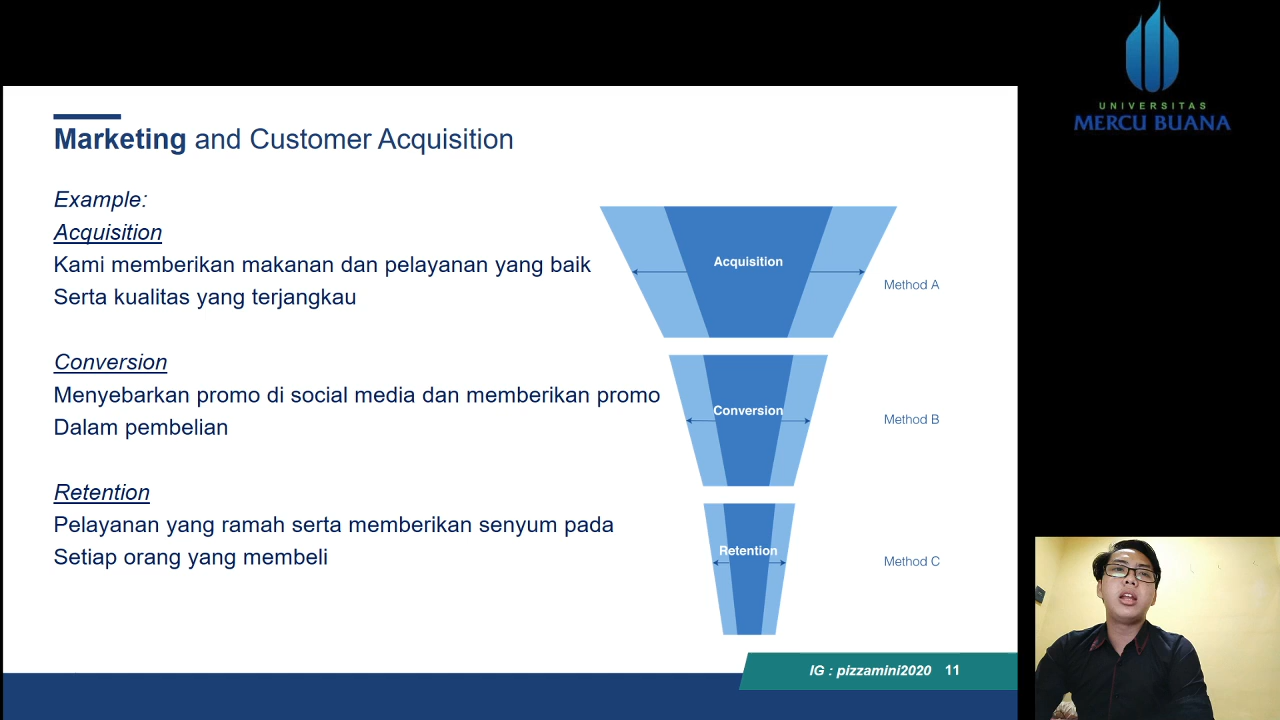 UNIVERSITAS
MERCU BUANA
Marketing and Customer Acquisition
Example:
Acquisition
Kami memberikan makanan dan pelayanan yang baik
Serta kualitas yang terjangkau
Conversion
Menyebarkan promo di social media dan memberikan promo
Dalam pembelian
Retention
Pelayanan yang ramah serta memberikan senyum pada
Setiap orang yang membeli
Acquisition
Method A
Conversion
Method B
Retention
Method C
IG : pizzamini2020 11